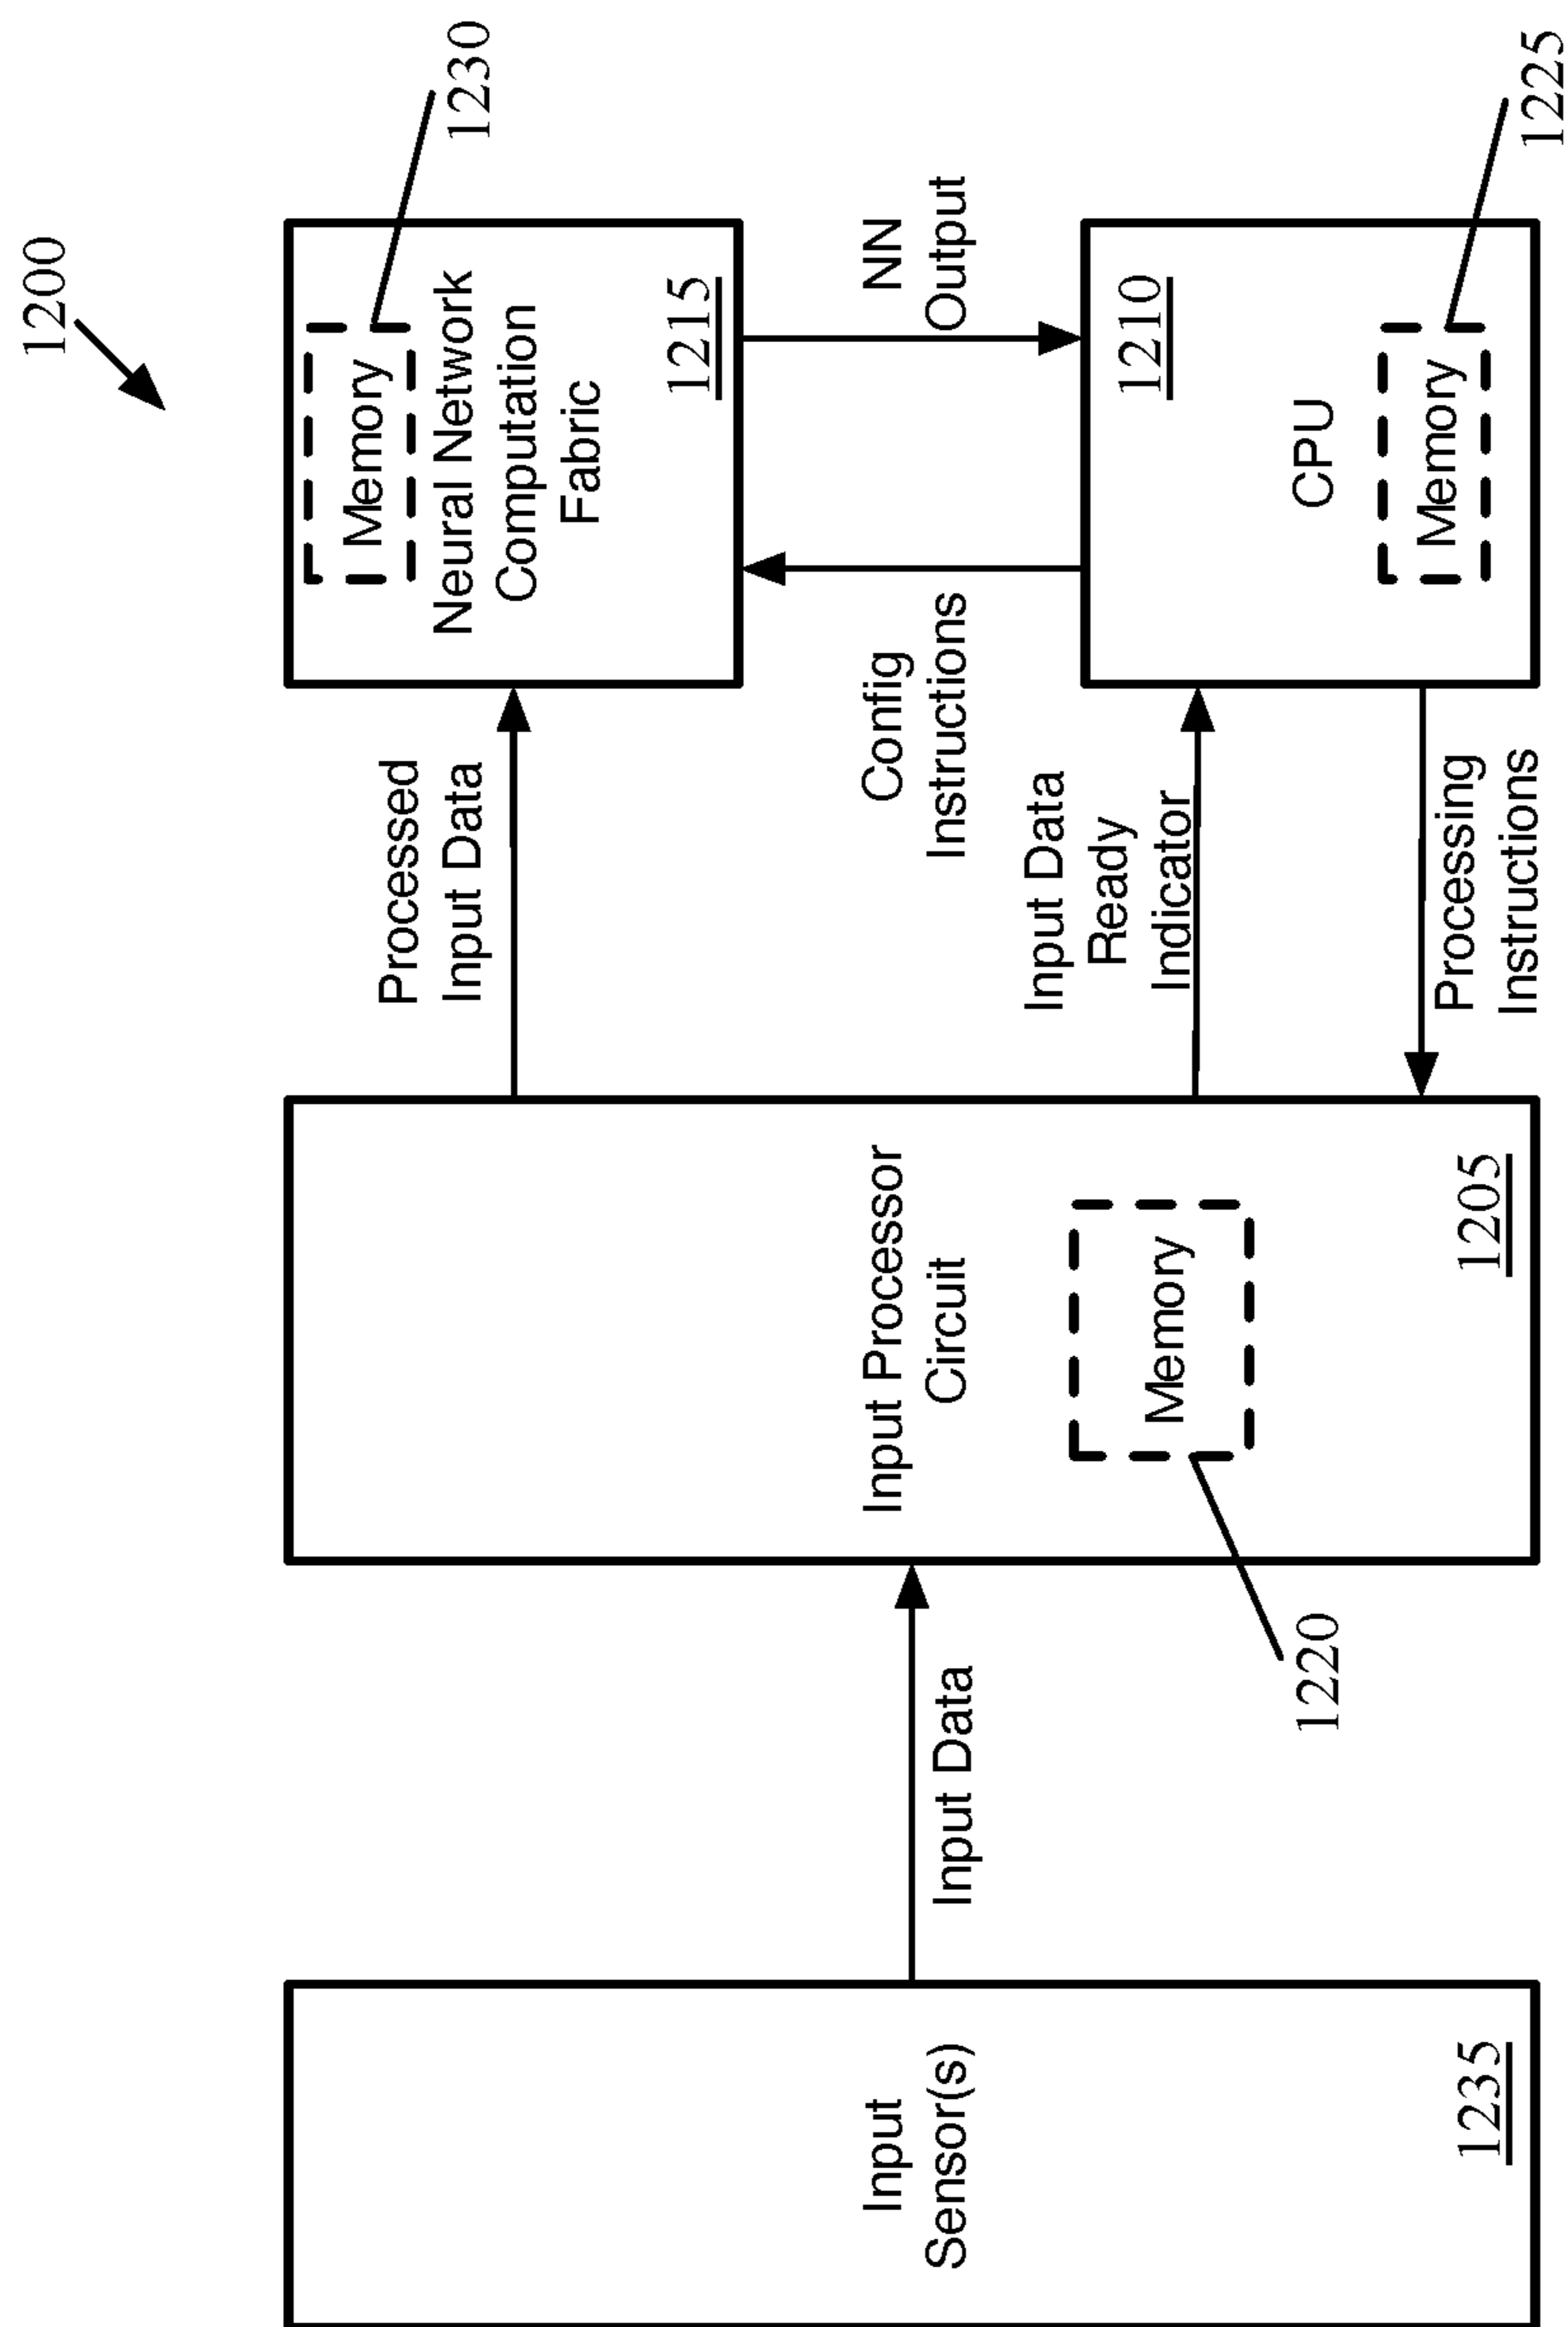 1200
Input
Sensor(s)
1235
Input Data
Input Processor
Circuit
Memory
1205
1220
Processed
Input Data
Input Data
Ready
Indicator
Processing
Instructions
Memory
Neural Network
Computation
Fabric
1215
1230
Config
Instructions
NN
Output
1210
CPU
Memory
1225